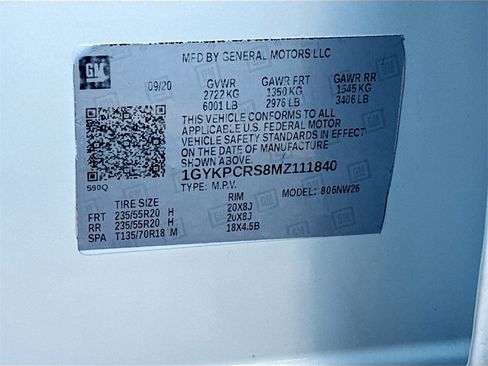 MFD BY GENERAL MOTORS LLC
GM
09/20 GVWR GAWR FRT GAWR RR
2722 KG 1350 KG 1545 KG
6001 LB 2976 LB 3406 LB
THIS VEHICLE CONFORMS TO ALL
APPLICABLE U.S. FEDERAL MOTOR
VEHICLE SAFETY STANDARDS IN EFFECT
ON THE DATE OF MANUFACTURE
SHOWN ABOVE.
1GYKPCRS8MZ111840
590Q
TYPE: M.P.V. MODEL: 806NW26
TIRE SIZE RIM
FRT 235/55R20 H 20X8J
RR 235/55R20 H 20X8J
SPA T135/70R18 M 18X4.5B